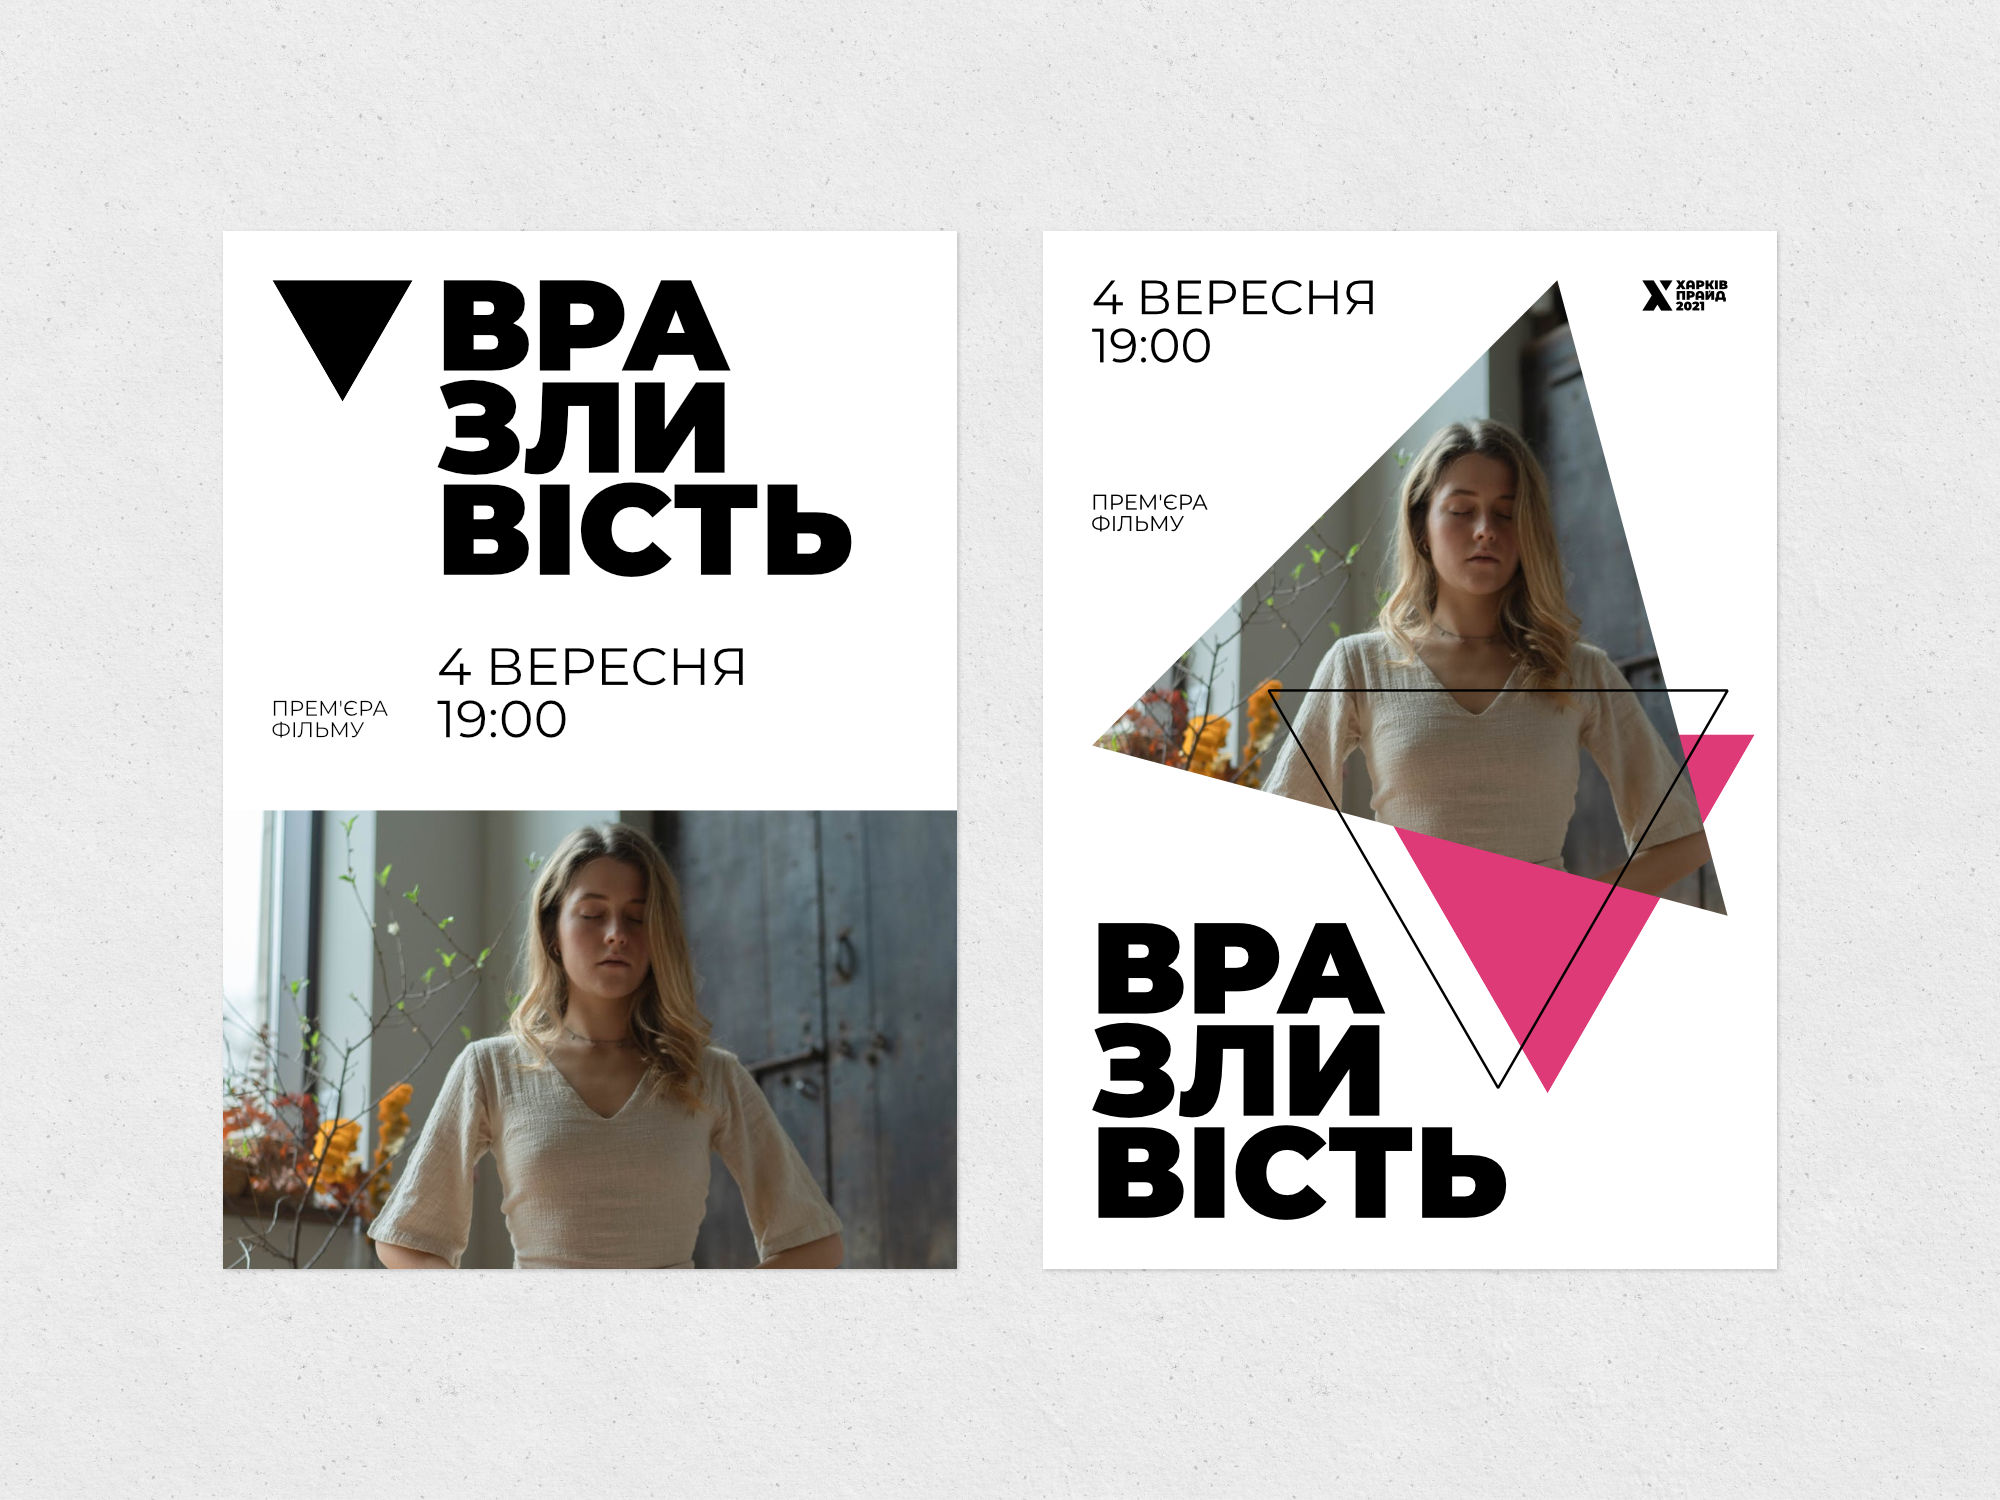 ВРА
ЗЛИ
ВІСТЬ
4 ВЕРЕСНЯ
19:00
ПРЕМ'ЄРА
ФІЛЬМУ
4 ВЕРЕСНЯ
19:00
ХАРКІВ
ПРАЙД
2021
ПРЕМ'ЄРА
ФІЛЬМУ
ВРА
ЗЛИ
ВІСТЬ